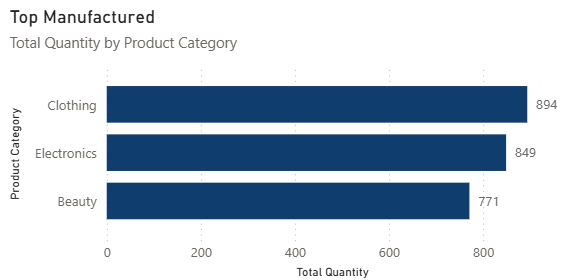 Top Manufactured
Total Quantity by Product Category
Product Category
Clothing 894
Electronics 849
Beauty 771
0 200 400 600 800
Total Quantity